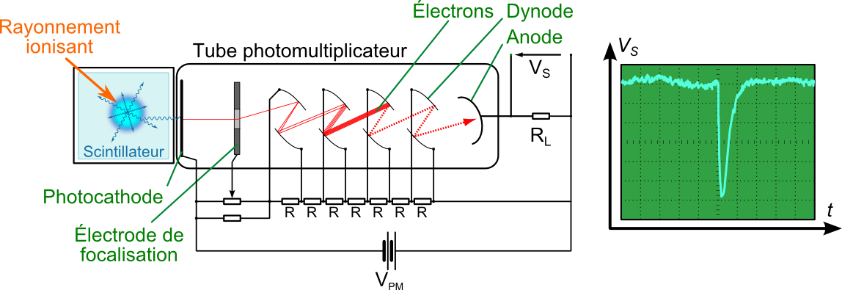 Rayonnement
ionisant
Tube photomultiplicateur
Électrons
Dynode
Anode
V_S
R_L
Scintillateur
Photocathode
Électrode de
focalisation
R R R R R R R
V_PM
V_S
t